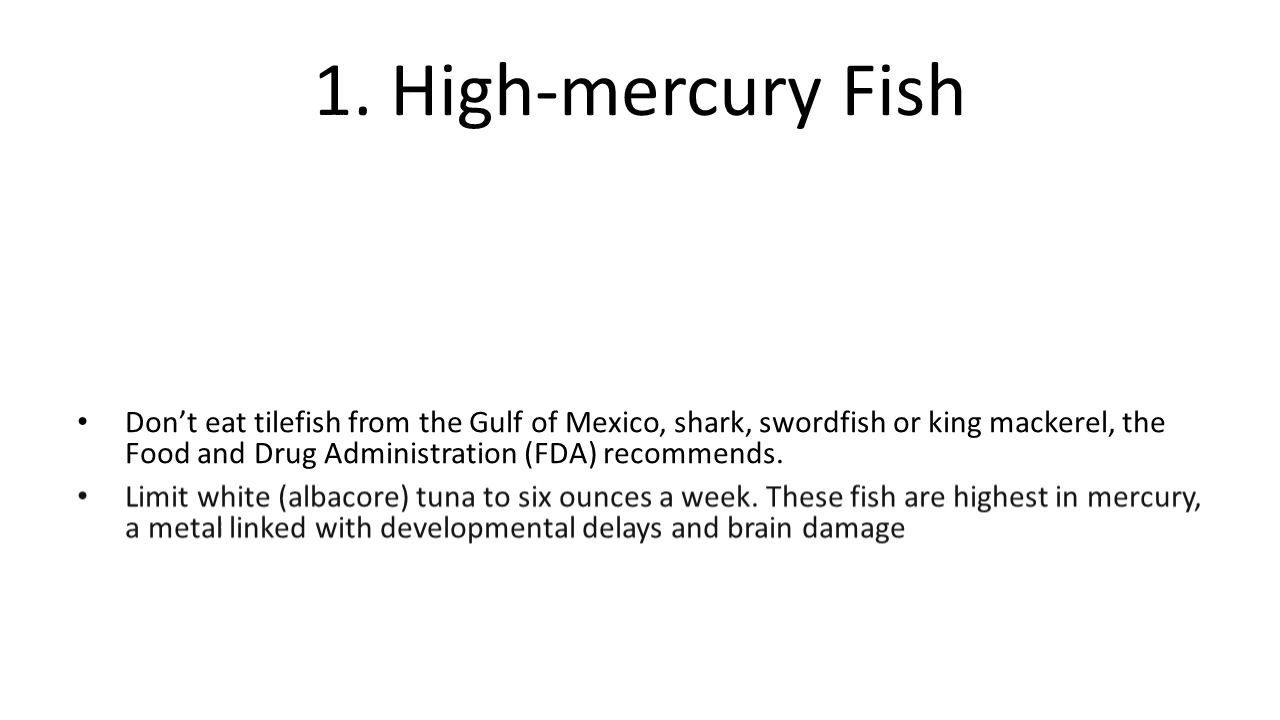 1. High-mercury Fish
• Don’t eat tilefish from the Gulf of Mexico, shark, swordfish or king mackerel, the
Food and Drug Administration (FDA) recommends.
• Limit white (albacore) tuna to six ounces a week. These fish are highest in mercury,
a metal linked with developmental delays and brain damage